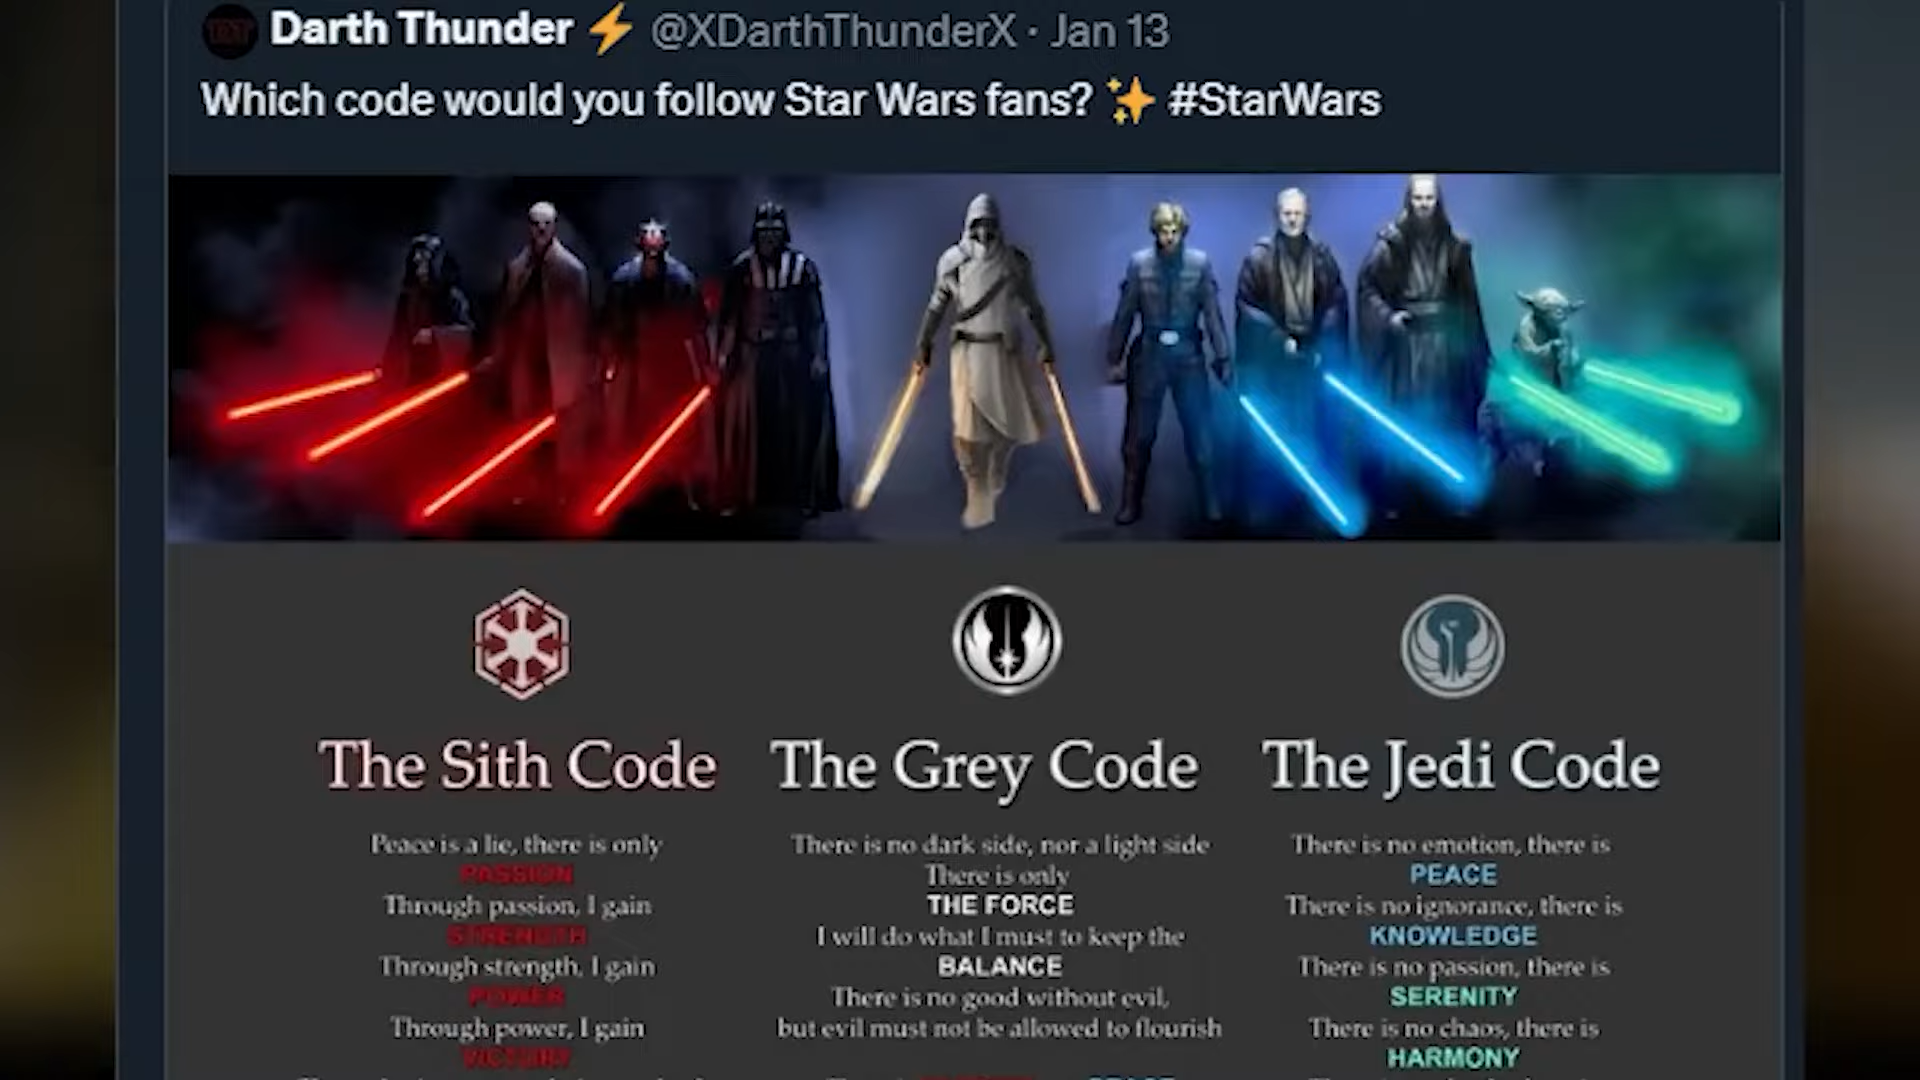 Darth Thunder ⚡ @XDarthThunderX · Jan 13
Which code would you follow Star Wars fans? ✨ #StarWars
The Sith Code
Peace is a lie, there is only
PASSION
Through passion, I gain
STRENGTH
Through strength, I gain
POWER
Through power, I gain
VICTORY
The Grey Code
There is no dark side, nor a light side
There is only
THE FORCE
I will do what I must to keep the
BALANCE
There is no good without evil,
but evil must not be allowed to flourish
The Jedi Code
There is no emotion, there is
PEACE
There is no ignorance, there is
KNOWLEDGE
There is no passion, there is
SERENITY
There is no chaos, there is
HARMONY